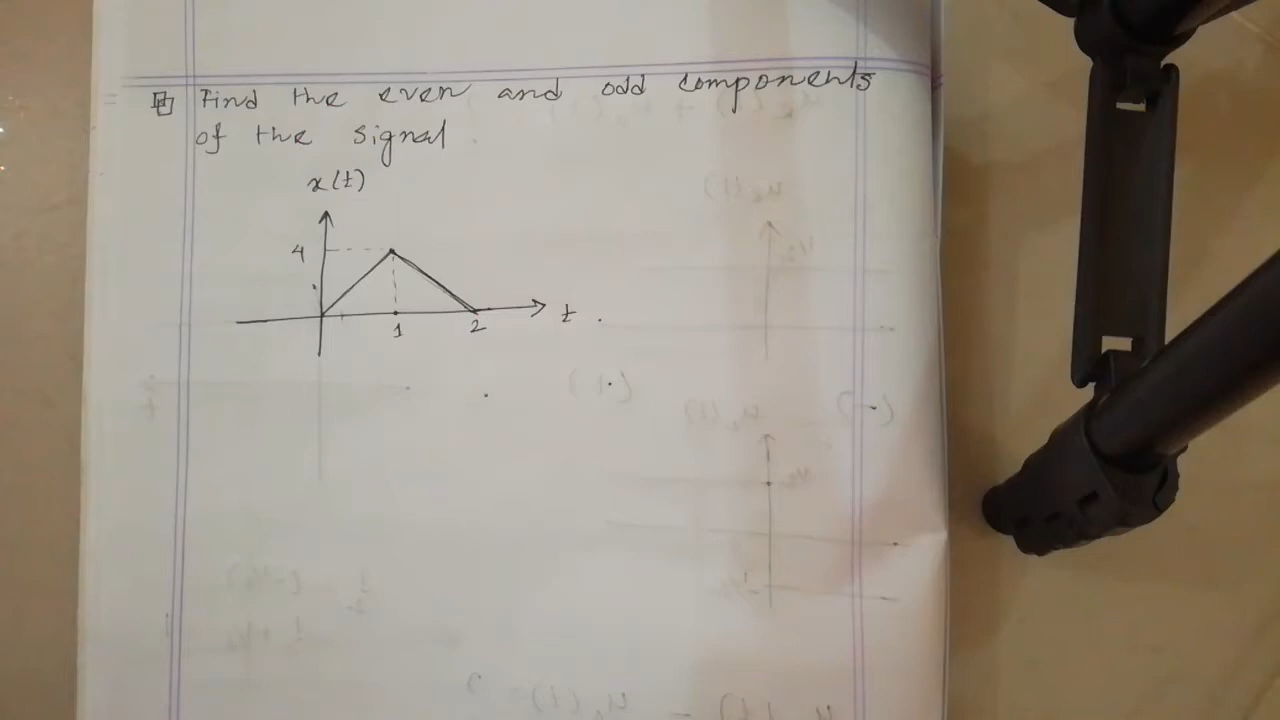 Find the even and odd components
of the signal
x(t)
4
1
2
t